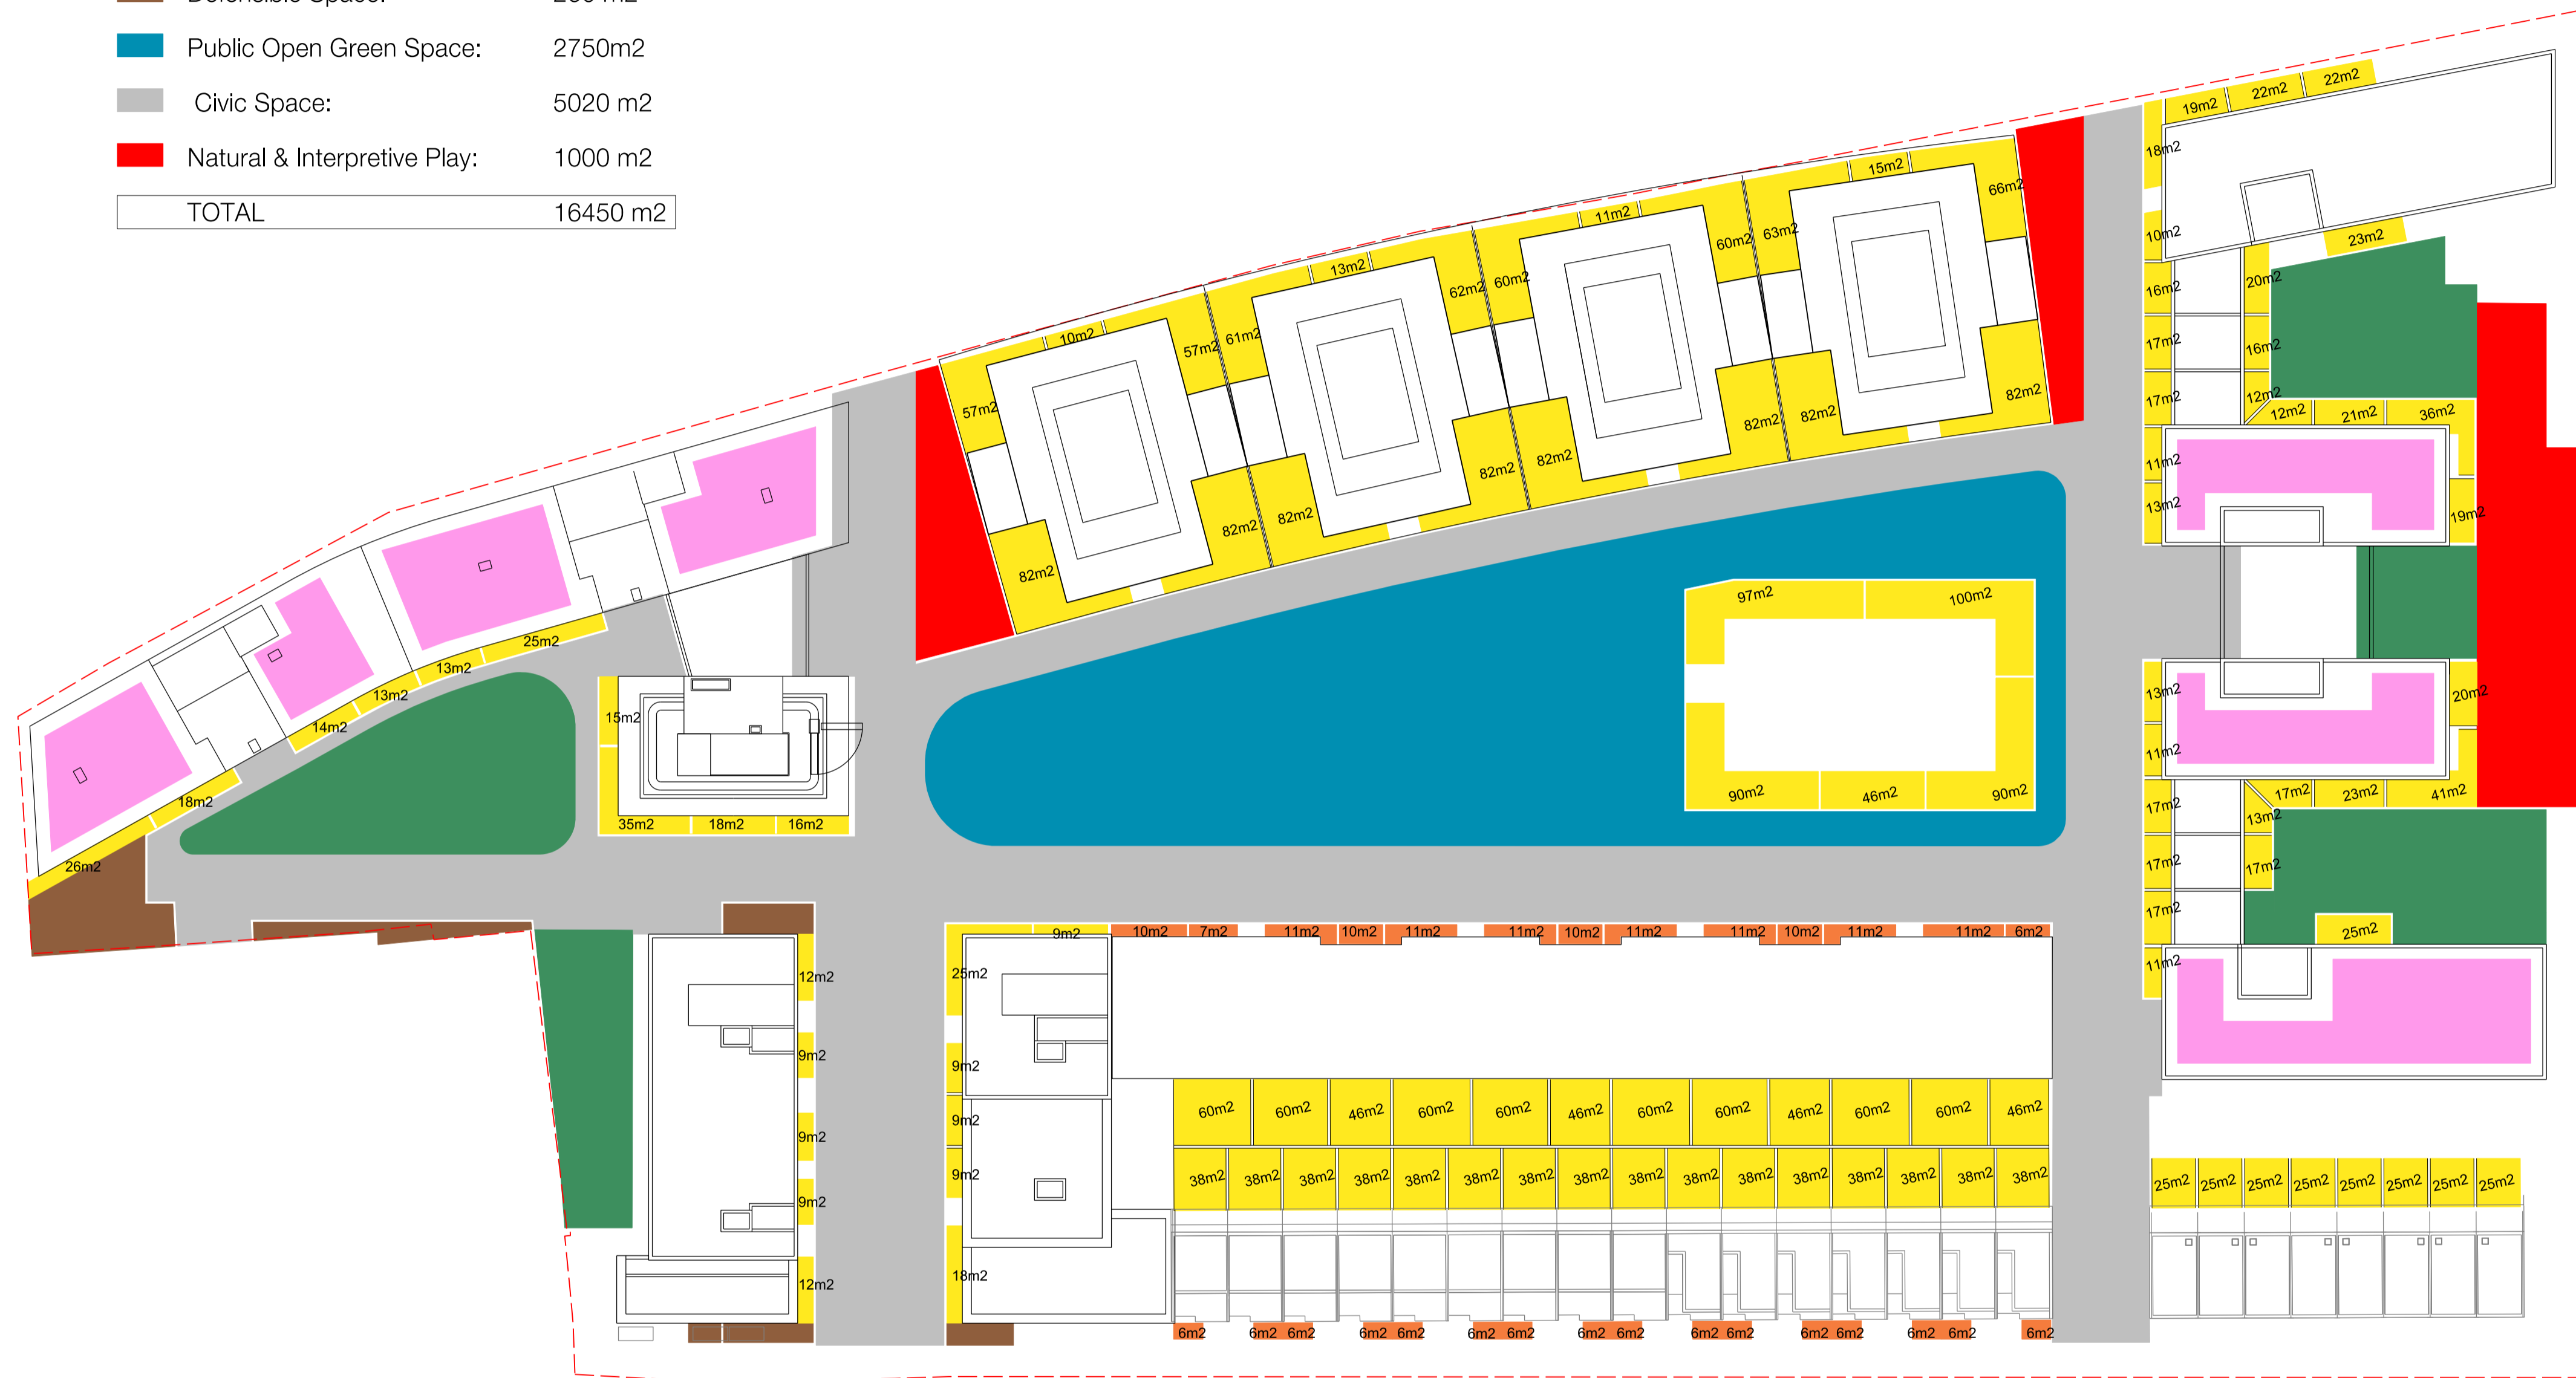 Public Open Green Space: 2750m2
Civic Space: 5020 m2
Natural & Interpretive Play: 1000 m2
TOTAL 16450 m2
19m2 22m2 22m2
18m2
10m2 23m2
16m2 20m2
17m2 16m2
17m2 12m2
12m2 21m2 36m2
11m2
13m2 19m2
13m2 20m2
11m2
17m2 17m2 23m2 41m2
13m2
17m2 17m2
17m2 25m2
11m2
10m2 13m2 11m2 15m2
57m2 57m2 61m2 62m2 60m2 60m2 63m2 66m2
82m2 82m2 82m2 82m2 82m2 82m2 82m2 82m2
97m2 100m2
90m2 46m2 90m2
25m2
13m2
13m2
14m2
18m2
26m2
15m2
35m2 18m2 16m2
12m2
9m2
9m2
9m2
12m2
9m2
25m2
9m2
9m2
9m2
18m2
10m2 7m2 11m2 10m2 11m2 11m2 10m2 11m2 11m2 10m2 11m2 11m2 6m2
60m2 60m2 46m2 60m2 60m2 46m2 60m2 60m2 46m2 60m2 60m2 46m2
38m2 38m2 38m2 38m2 38m2 38m2 38m2 38m2 38m2 38m2 38m2 38m2 38m2 38m2 38m2 38m2
25m2 25m2 25m2 25m2 25m2 25m2 25m2 25m2
6m2 6m2 6m2 6m2 6m2 6m2 6m2 6m2 6m2 6m2 6m2 6m2 6m2 6m2 6m2 6m2